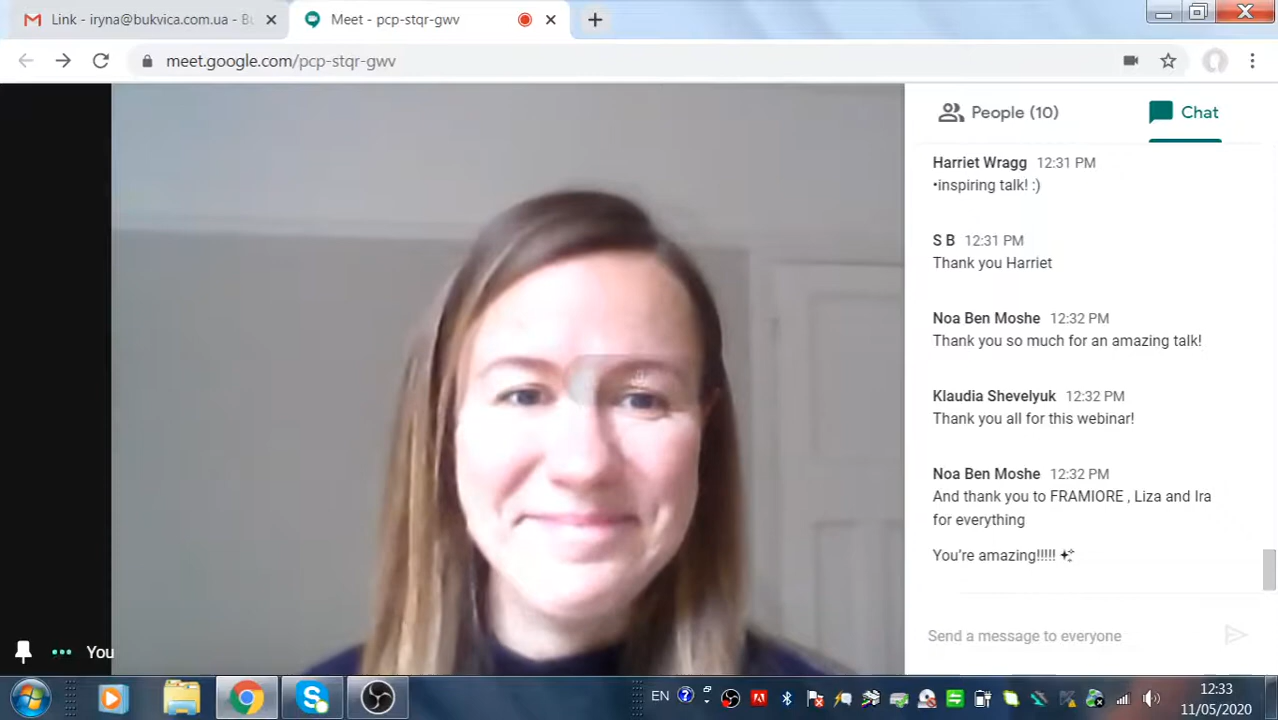 Link - iryna@bukvica.com.ua - Bu
Meet - pcp-stqr-gwv
meet.google.com/pcp-stqr-gwv
People (10)
Chat
Harriet Wragg 12:31 PM
•inspiring talk! :)
S B 12:31 PM
Thank you Harriet
Noa Ben Moshe 12:32 PM
Thank you so much for an amazing talk!
Klaudia Shevelyuk 12:32 PM
Thank you all for this webinar!
Noa Ben Moshe 12:32 PM
And thank you to FRAMIORE , Liza and Ira
for everything
You're amazing!!!!! ✨
Send a message to everyone
You
EN
12:33
11/05/2020